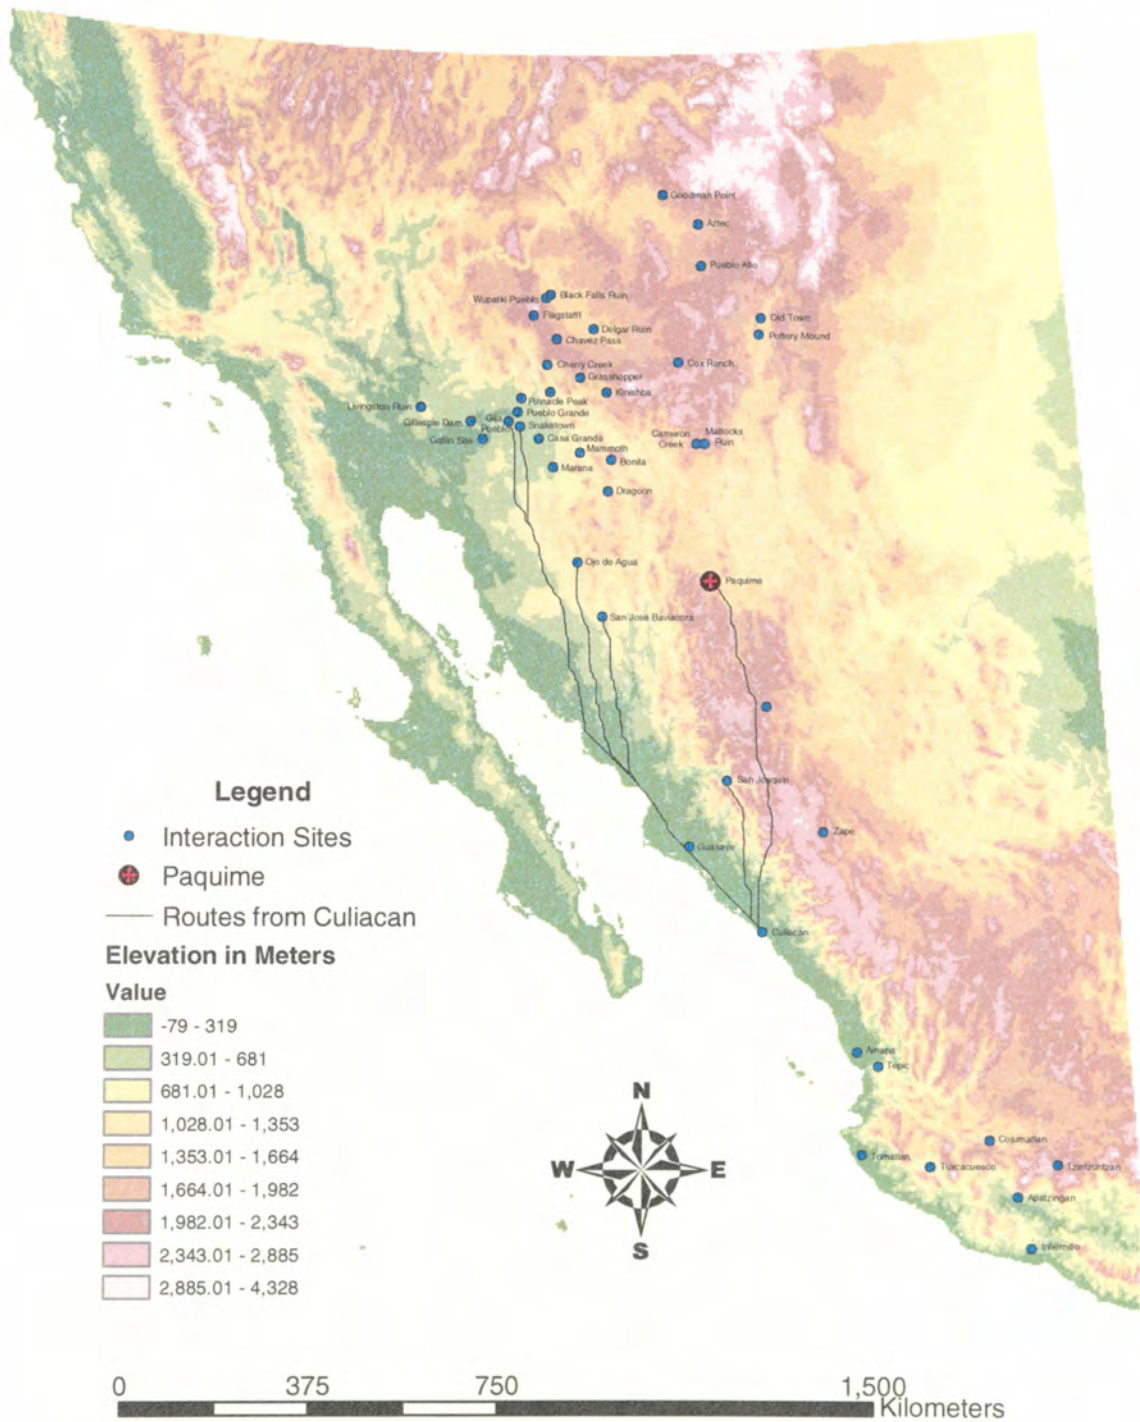 Goodman Point
Aztec
Pueblo Alto
Black Falls Ruin
Wupatki Pueblo
Old Towe
Dolgar Ruin
Pottery Mound
Chavez Pass
Cherry Creek
Cox Ranch
Grasshopper
Kinishba
Pinnacle Peak
Livingston Ruin
Pueblo Grande
Gillespie Dam
Gila
Pueblo
Snaketown
Gatlin Site
Casa Grande
Cameron
Creek
Mattocks
Ruin
Mammoth
Bonita
Marana
Dragoon
Ojo de Agua
Paquime
San Jose Baviacora
San Joaquin
Zape
Guasave
Culiacan
Amapa
Tepic
Cojumatlan
Tomatlan
Tuxcacuesco
Tzintzuntzan
Apatzingan
Infiernillo
Legend
Interaction Sites
Paquime
Routes from Culiacan
Elevation in Meters
Value
-79 - 319
319.01 - 681
681.01 - 1,028
1,028.01 - 1,353
1,353.01 - 1,664
1,664.01 - 1,982
1,982.01 - 2,343
2,343.01 - 2,885
2,885.01 - 4,328
N
W E
S
0 375 750 1,500
Kilometers